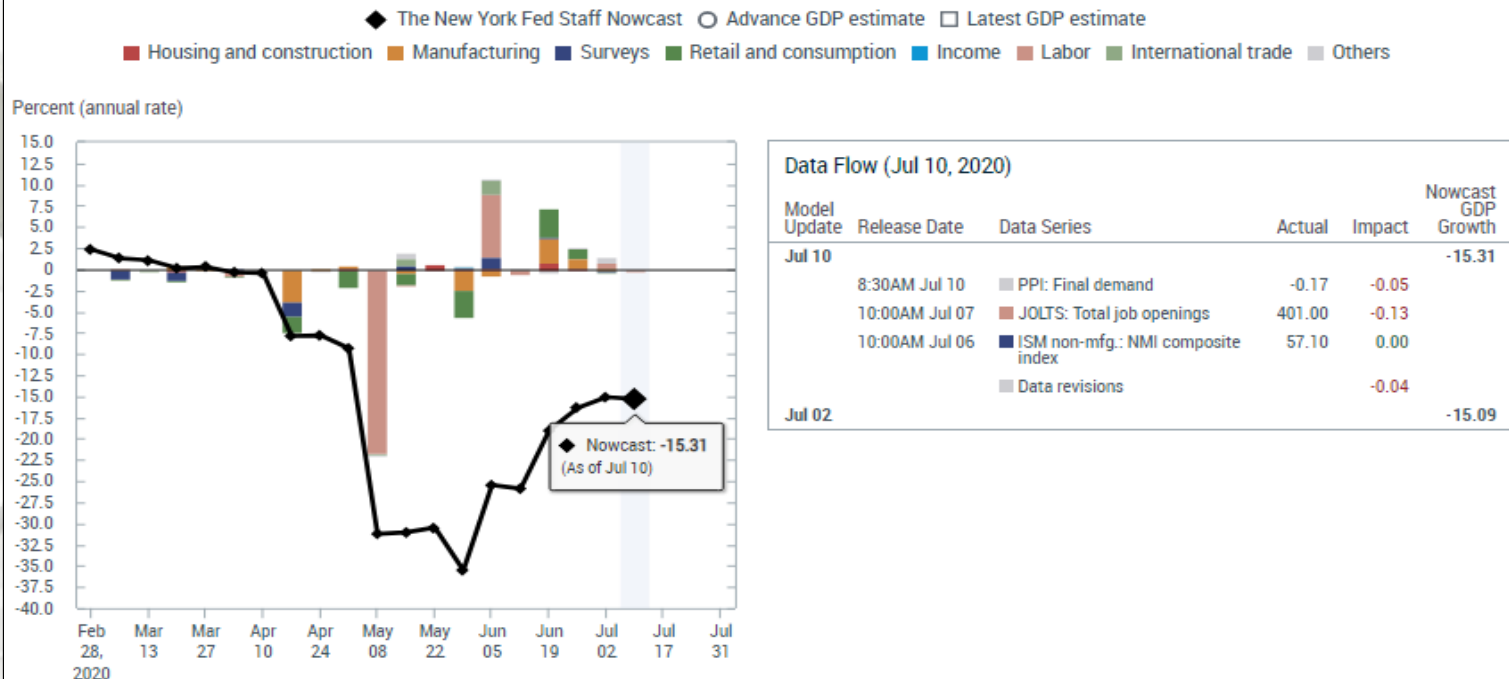 The New York Fed Staff Nowcast Advance GDP estimate Latest GDP estimate
Housing and construction Manufacturing Surveys Retail and consumption Income Labor International trade Others
Percent (annual rate)
15.0
12.5
10.0
7.5
5.0
2.5
0
-2.5
-5.0
-7.5
-10.0
-12.5
-15.0
-17.5
-20.0
-22.5
-25.0
-27.5
-30.0
-32.5
-35.0
-37.5
-40.0
Nowcast: -15.31
(As of Jul 10)
Feb Mar Mar Apr Apr May May Jun Jun Jul Jul Jul
28, 13 27 10 24 08 22 05 19 02 17 31
2020
Data Flow (Jul 10, 2020)
Nowcast
Model GDP
Update Release Date Data Series Actual Impact Growth
Jul 10 -15.31
8:30AM Jul 10 PPI: Final demand -0.17 -0.05
10:00AM Jul 07 JOLTS: Total job openings 401.00 -0.13
10:00AM Jul 06 ISM non-mfg.: NMI composite 57.10 0.00
index
Data revisions -0.04
Jul 02 -15.09